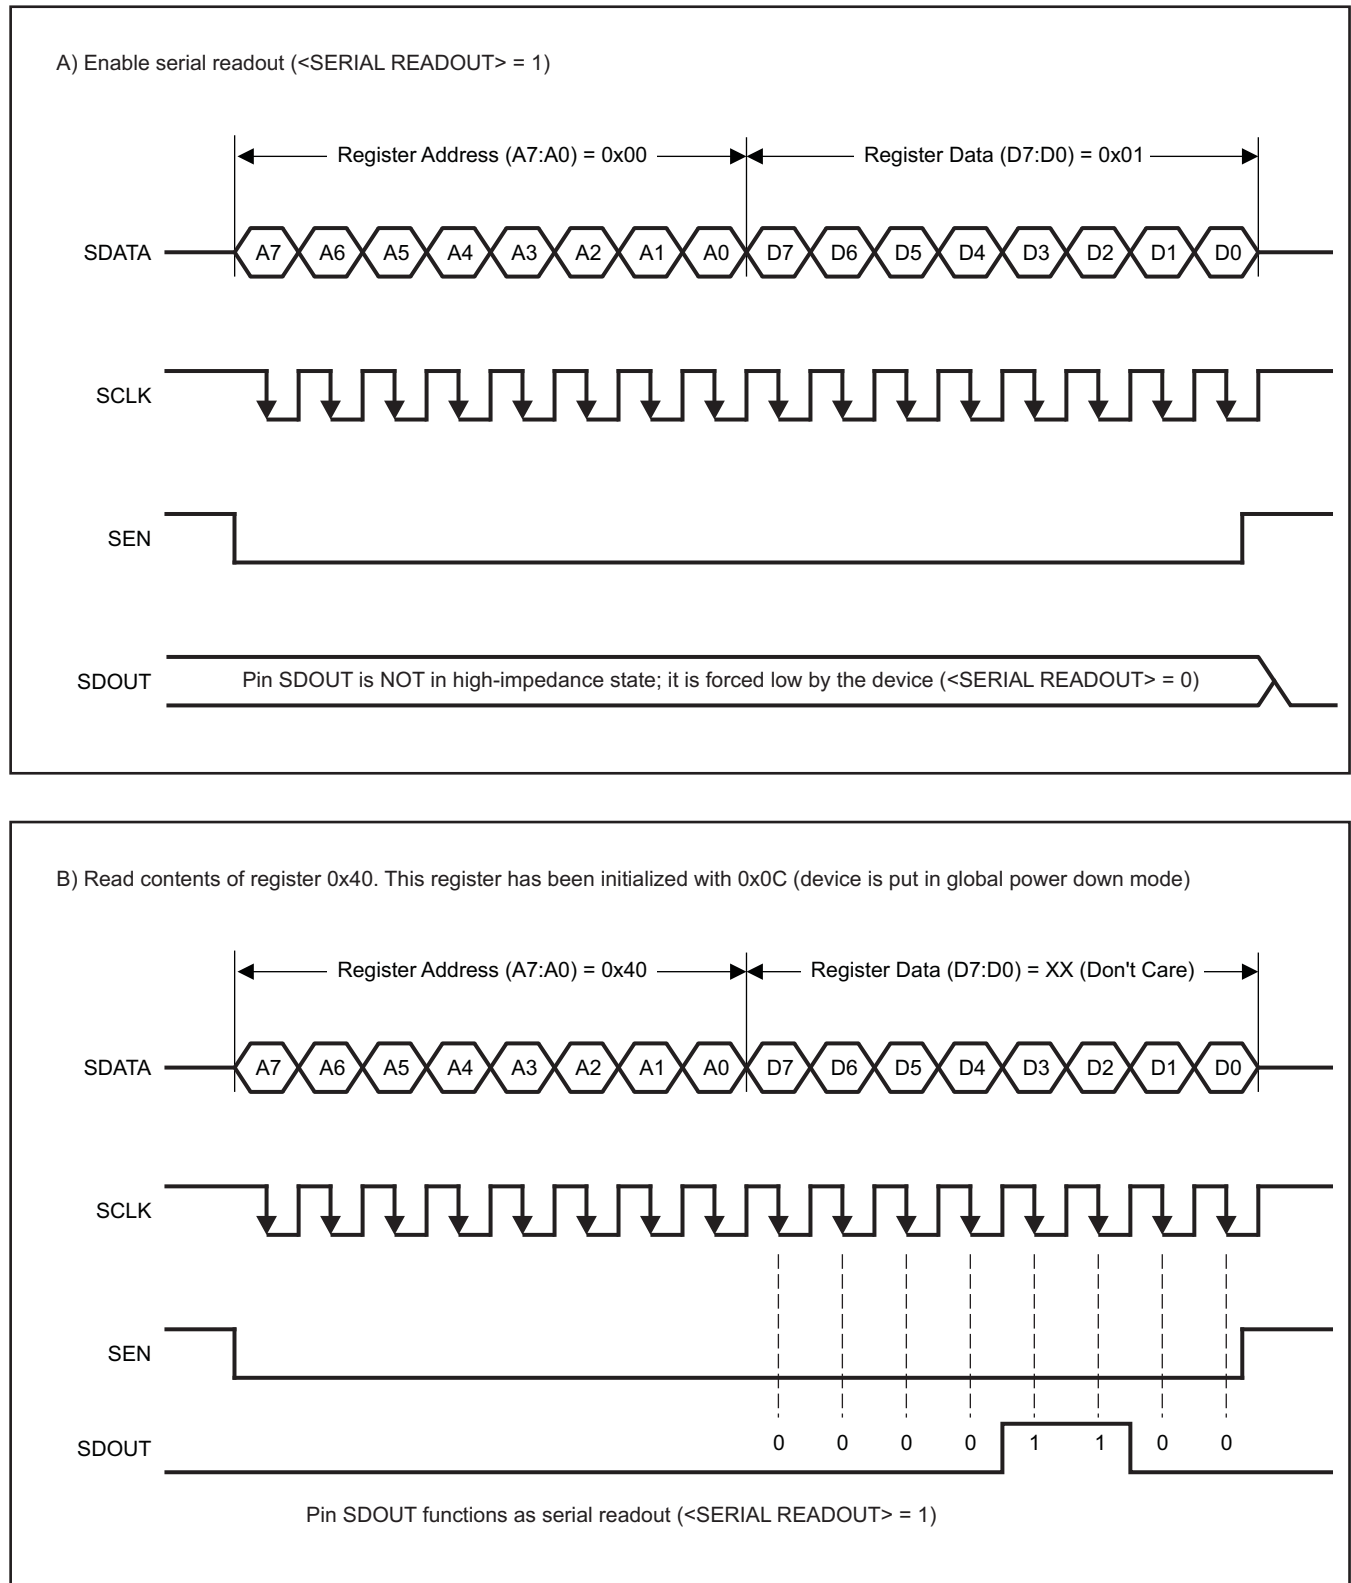 A) Enable serial readout (<SERIAL READOUT> = 1)
Register Address (A7:A0) = 0x00 Register Data (D7:D0) = 0x01
SDATA A7 A6 A5 A4 A3 A2 A1 A0 D7 D6 D5 D4 D3 D2 D1 D0
SCLK
SEN
SDOUT Pin SDOUT is NOT in high-impedance state; it is forced low by the device (<SERIAL READOUT> = 0)
B) Read contents of register 0x40. This register has been initialized with 0x0C (device is put in global power down mode)
Register Address (A7:A0) = 0x40 Register Data (D7:D0) = XX (Don't Care)
SDATA A7 A6 A5 A4 A3 A2 A1 A0 D7 D6 D5 D4 D3 D2 D1 D0
SCLK
SEN
SDOUT 0 0 0 0 1 1 0 0
Pin SDOUT functions as serial readout (<SERIAL READOUT> = 1)